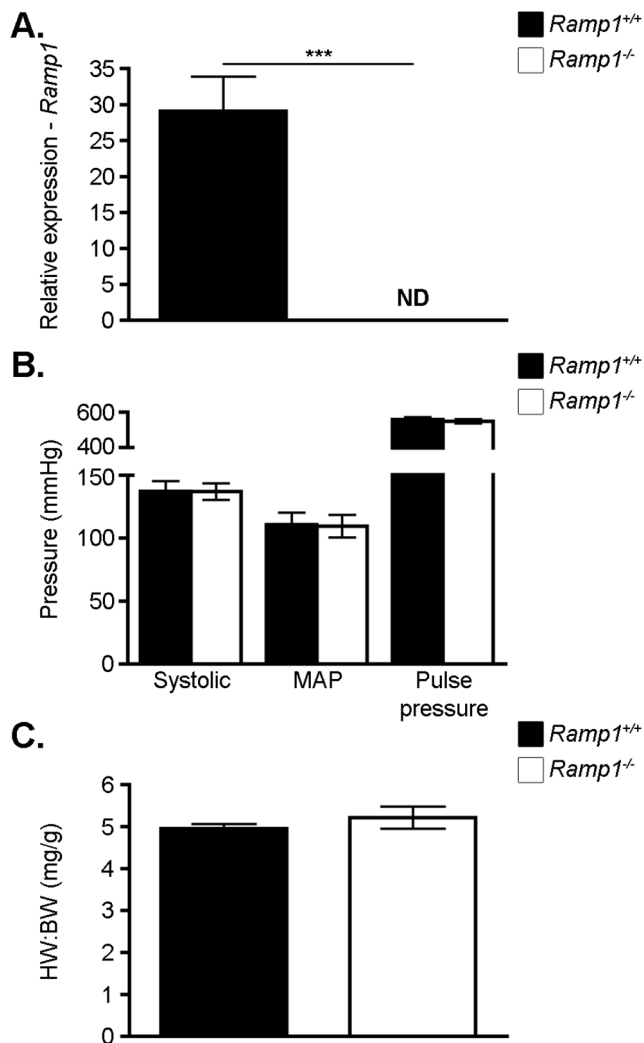 A.
Ramp1+/+
Ramp1-/-
***
Relative expression - Ramp1
35
30
25
20
15
10
5
0
ND
B.
Ramp1+/+
Ramp1-/-
Pressure (mmHg)
600
400
150
100
50
0
Systolic MAP Pulse
pressure
C.
Ramp1+/+
Ramp1-/-
HW:BW (mg/g)
6
5
4
3
2
1
0